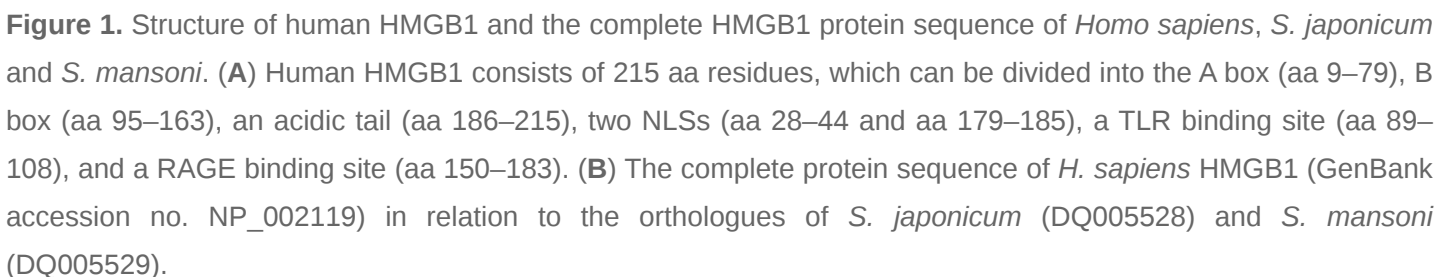 Figure 1. Structure of human HMGB1 and the complete HMGB1 protein sequence of Homo sapiens, S. japonicum
and S. mansoni. (A) Human HMGB1 consists of 215 aa residues, which can be divided into the A box (aa 9–79), B
box (aa 95–163), an acidic tail (aa 186–215), two NLSs (aa 28–44 and aa 179–185), a TLR binding site (aa 89–
108), and a RAGE binding site (aa 150–183). (B) The complete protein sequence of H. sapiens HMGB1 (GenBank
accession no. NP_002119) in relation to the orthologues of S. japonicum (DQ005528) and S. mansoni
(DQ005529).